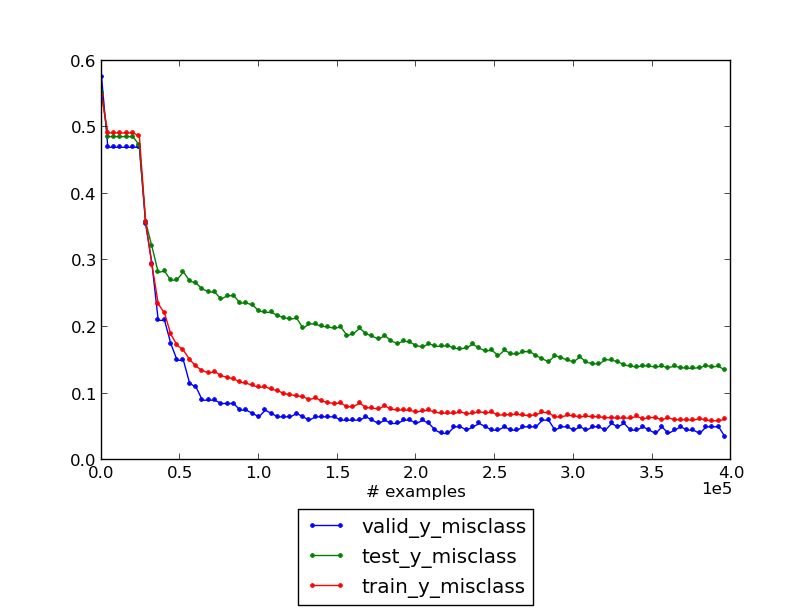 0.6
0.5
0.4
0.3
0.2
0.1
0.0
0.0 0.5 1.0 1.5 2.0 2.5 3.0 3.5 4.0
# examples 1e5
valid_y_misclass
test_y_misclass
train_y_misclass